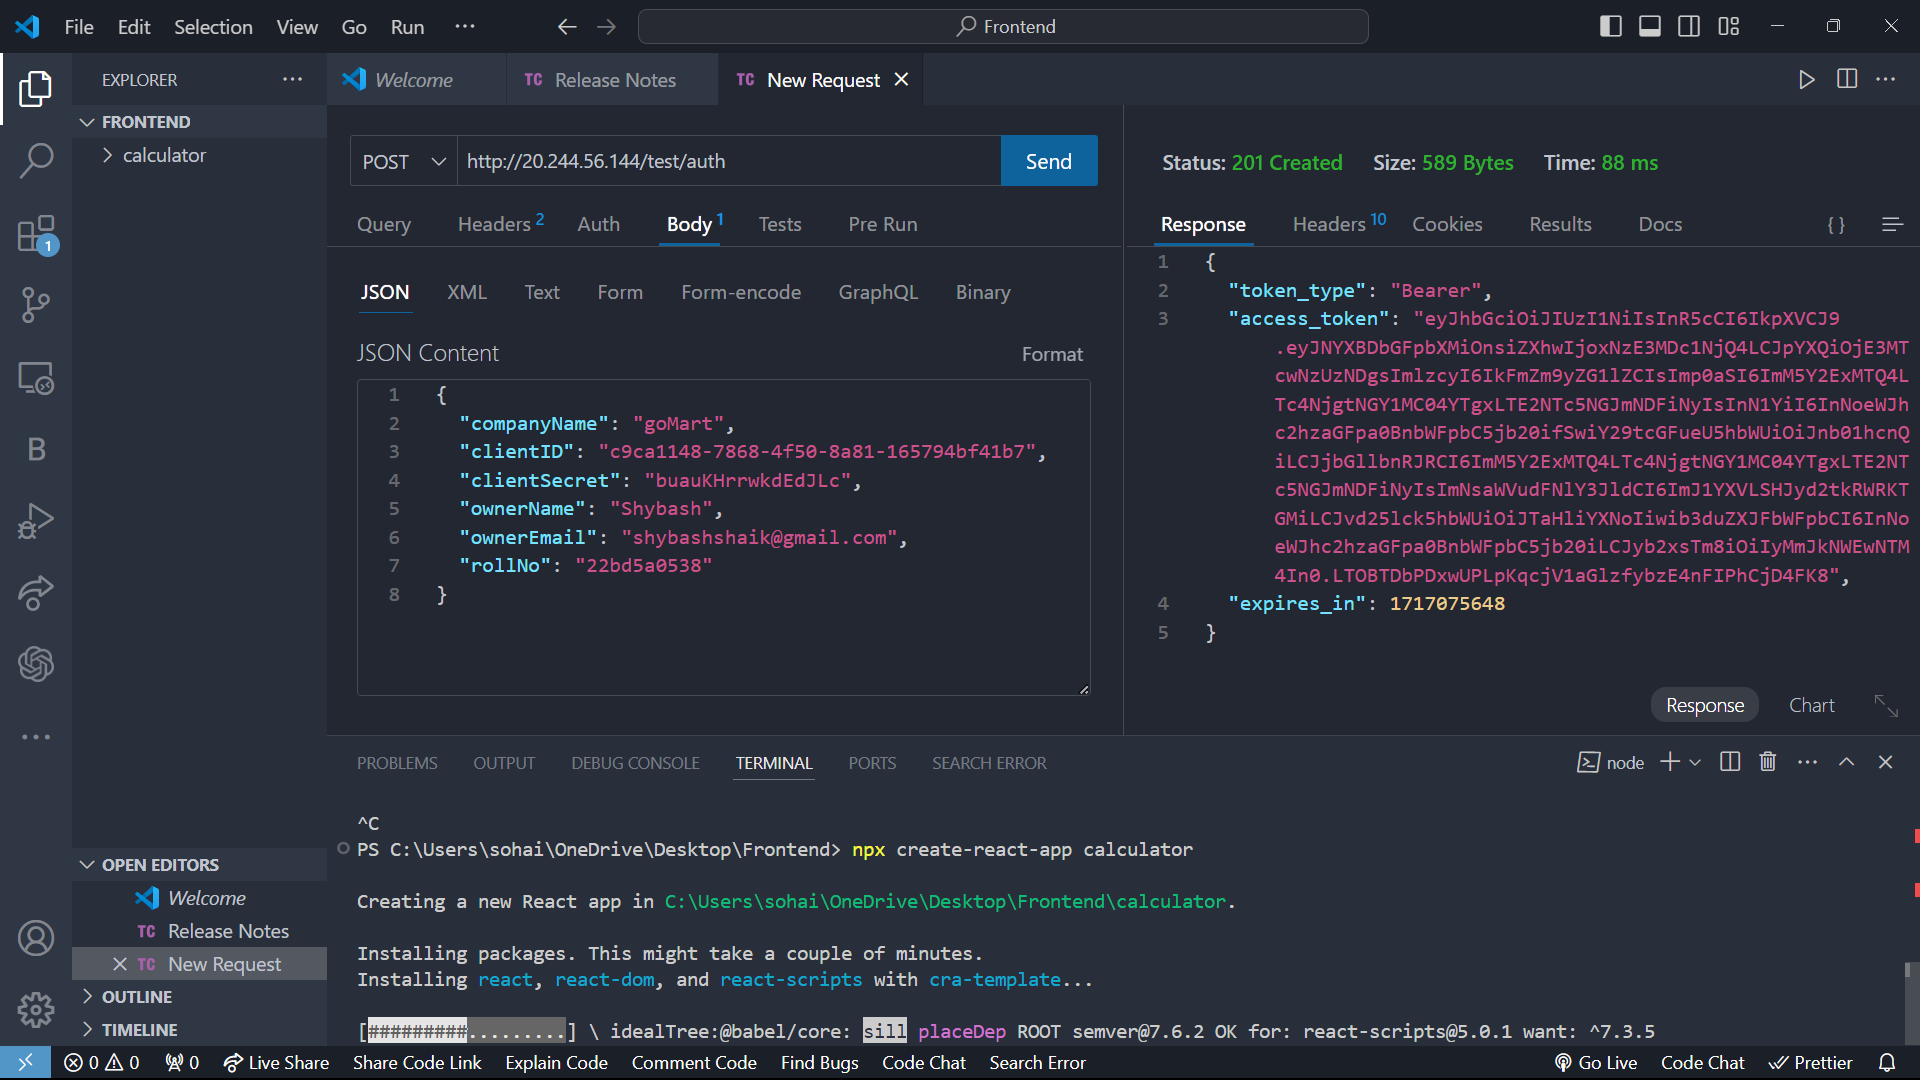 File Edit Selection View Go Run ···
Frontend
EXPLORER
Welcome
TC Release Notes
TC New Request
FRONTEND
calculator
POST http://20.244.56.144/test/auth Send
Query Headers 2 Auth Body 1 Tests Pre Run
JSON XML Text Form Form-encode GraphQL Binary
JSON Content Format
1 {
2 "companyName": "goMart",
3 "clientID": "c9ca1148-7868-4f50-8a81-165794bf41b7",
4 "clientSecret": "buauKHrrwkdEdJLc",
5 "ownerName": "Shybash",
6 "ownerEmail": "shybashshaik@gmail.com",
7 "rollNo": "22bd5a0538"
8 }
Status: 201 Created Size: 589 Bytes Time: 88 ms
Response Headers 10 Cookies Results Docs { }
1 {
2 "token_type": "Bearer",
3 "access_token": "eyJhbGciOiJIUzI1NiIsInR5cCI6IkpXVCJ9
.eyJNYXBDbGFpbXMiOnsiZXhwIjoxNzE3MDc1NjQ4LCJpYXQiOjE3MT
cwNzUzNDgsImlzcyI6IkFmZm9yZG1lZCIsImp0aSI6ImM5Y2ExMTQ4L
Tc4NjgtNGY1MC04YTgxLTE2NTc5NGJmNDFiNyIsInN1YiI6InNoeWJh
c2hzaGFpa0BnbWFpbC5jb20ifSwiY29tcGFueU5hbWUiOiJnb01hcnQ
iLCJjbGllbnRJRCI6ImM5Y2ExMTQ4LTc4NjgtNGY1MC04YTgxLTE2NT
c5NGJmNDFiNyIsImNsaWVudFNlY3JldCI6ImJ1YXVLSHJyd2tkRWRKT
GMiLCJvd25lck5hbWUiOiJTaHliYXNoIiwib3duZXJFbWFpbCI6InNo
eWJhc2hzaGFpa0BnbWFpbC5jb20iLCJyb2xsTm8iOiIyMmJkNWEwNTM
4In0.LTOBTDbPDxwUPLpKqcjV1aGlzfybzE4nFIPhCjD4FK8",
4 "expires_in": 1717075648
5 }
Response Chart
PROBLEMS OUTPUT DEBUG CONSOLE TERMINAL PORTS SEARCH ERROR
node
^C
PS C:\Users\sohai\OneDrive\Desktop\Frontend> npx create-react-app calculator
Creating a new React app in C:\Users\sohai\OneDrive\Desktop\Frontend\calculator.
Installing packages. This might take a couple of minutes.
Installing react, react-dom, and react-scripts with cra-template...
[#########.........] \ idealTree:@babel/core: sill placeDep ROOT semver@7.6.2 OK for: react-scripts@5.0.1 want: ^7.3.5
1
B
OPEN EDITORS
Welcome
TC Release Notes
TC New Request
OUTLINE
TIMELINE
0 0 0 Live Share Share Code Link Explain Code Comment Code Find Bugs Code Chat Search Error Go Live Code Chat Prettier